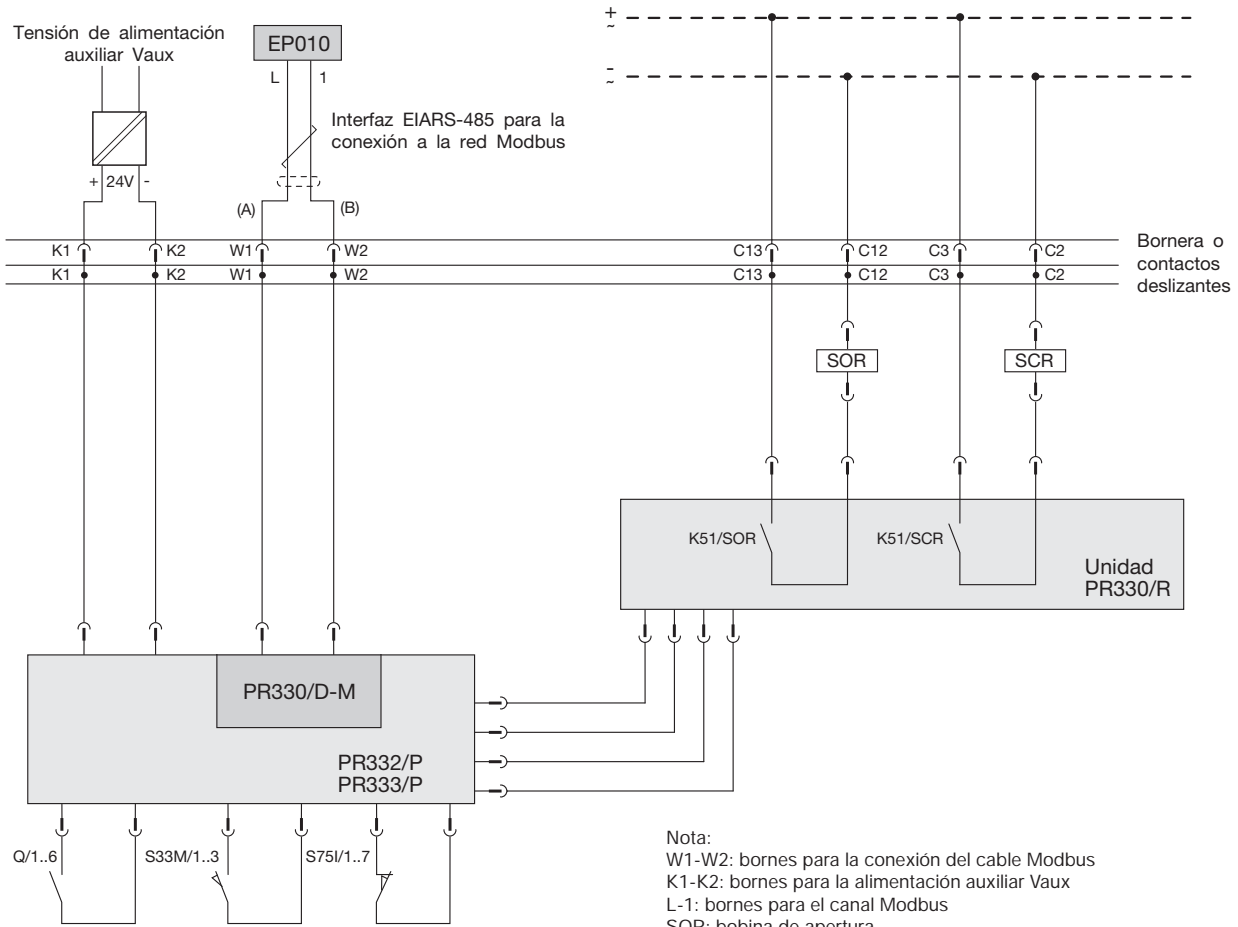 Tensión de alimentación
auxiliar Vaux
EP010
L 1
Interfaz EIARS-485 para la
conexión a la red Modbus
+ 24V -
(A) (B)
+
~
-
~
K1 K2 W1 W2 C13 C12 C3 C2
K1 K2 W1 W2 C13 C12 C3 C2
Bornera o
contactos
deslizantes
SOR SCR
K51/SOR K51/SCR
Unidad
PR330/R
PR330/D-M
PR332/P
PR333/P
Q/1..6 S33M/1..3 S75I/1..7
Nota:
W1-W2: bornes para la conexión del cable Modbus
K1-K2: bornes para la alimentación auxiliar Vaux
L-1: bornes para el canal Modbus
SOR: bobina de apertura